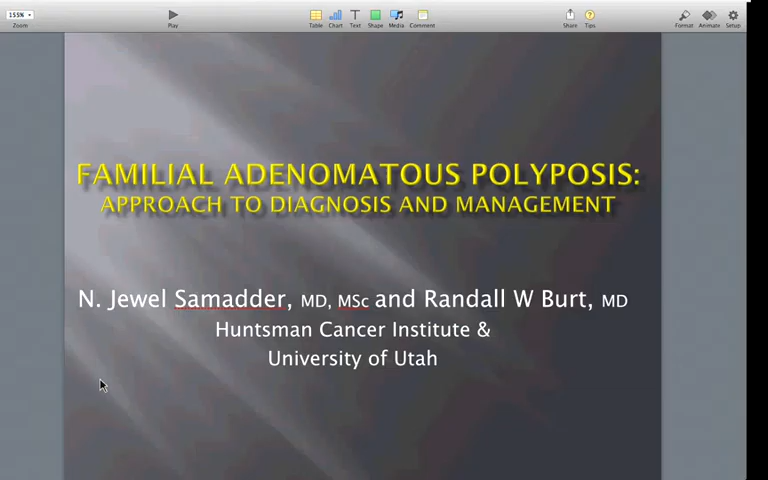 155%
Zoom
Play
Table
Chart
Text
Shape
Media
Comment
Share
Tips
Format
Animate
Setup
FAMILIAL ADENOMATOUS POLYPOSIS:
APPROACH TO DIAGNOSIS AND MANAGEMENT
N. Jewel Samadder, MD, MSc and Randall W Burt, MD
Huntsman Cancer Institute &
University of Utah